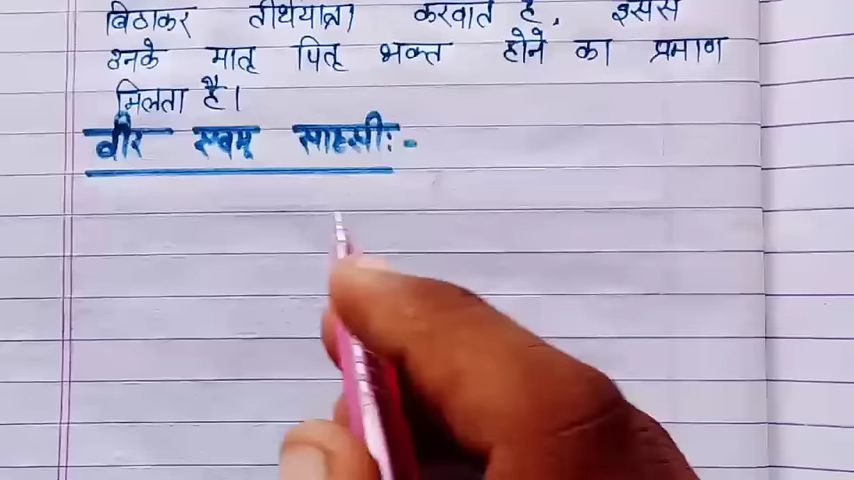 बिठाकर तीर्थयात्रा करवाते है, इससे
उनके मातृ पितृ भक्त होने का प्रमाण
मिलता है।
वीर एवम् साहसी:-